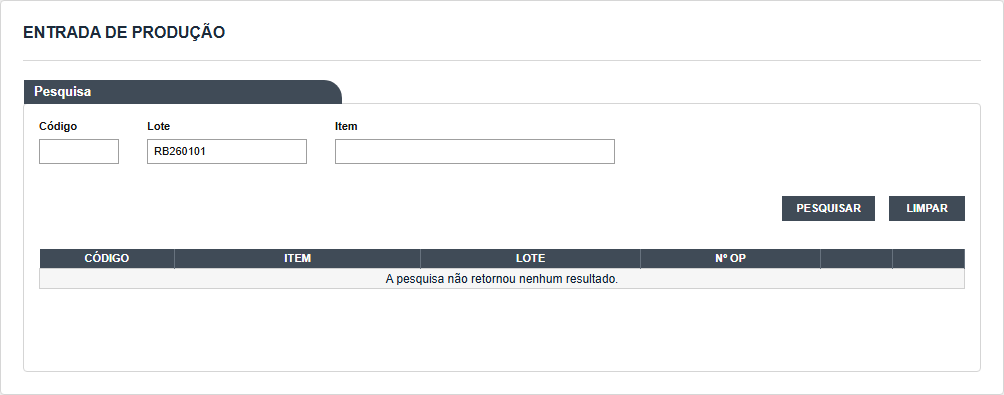 ENTRADA DE PRODUÇÃO
Pesquisa
Código Lote Item
RB260101
PESQUISAR LIMPAR
CÓDIGO ITEM LOTE Nº OP
A pesquisa não retornou nenhum resultado.